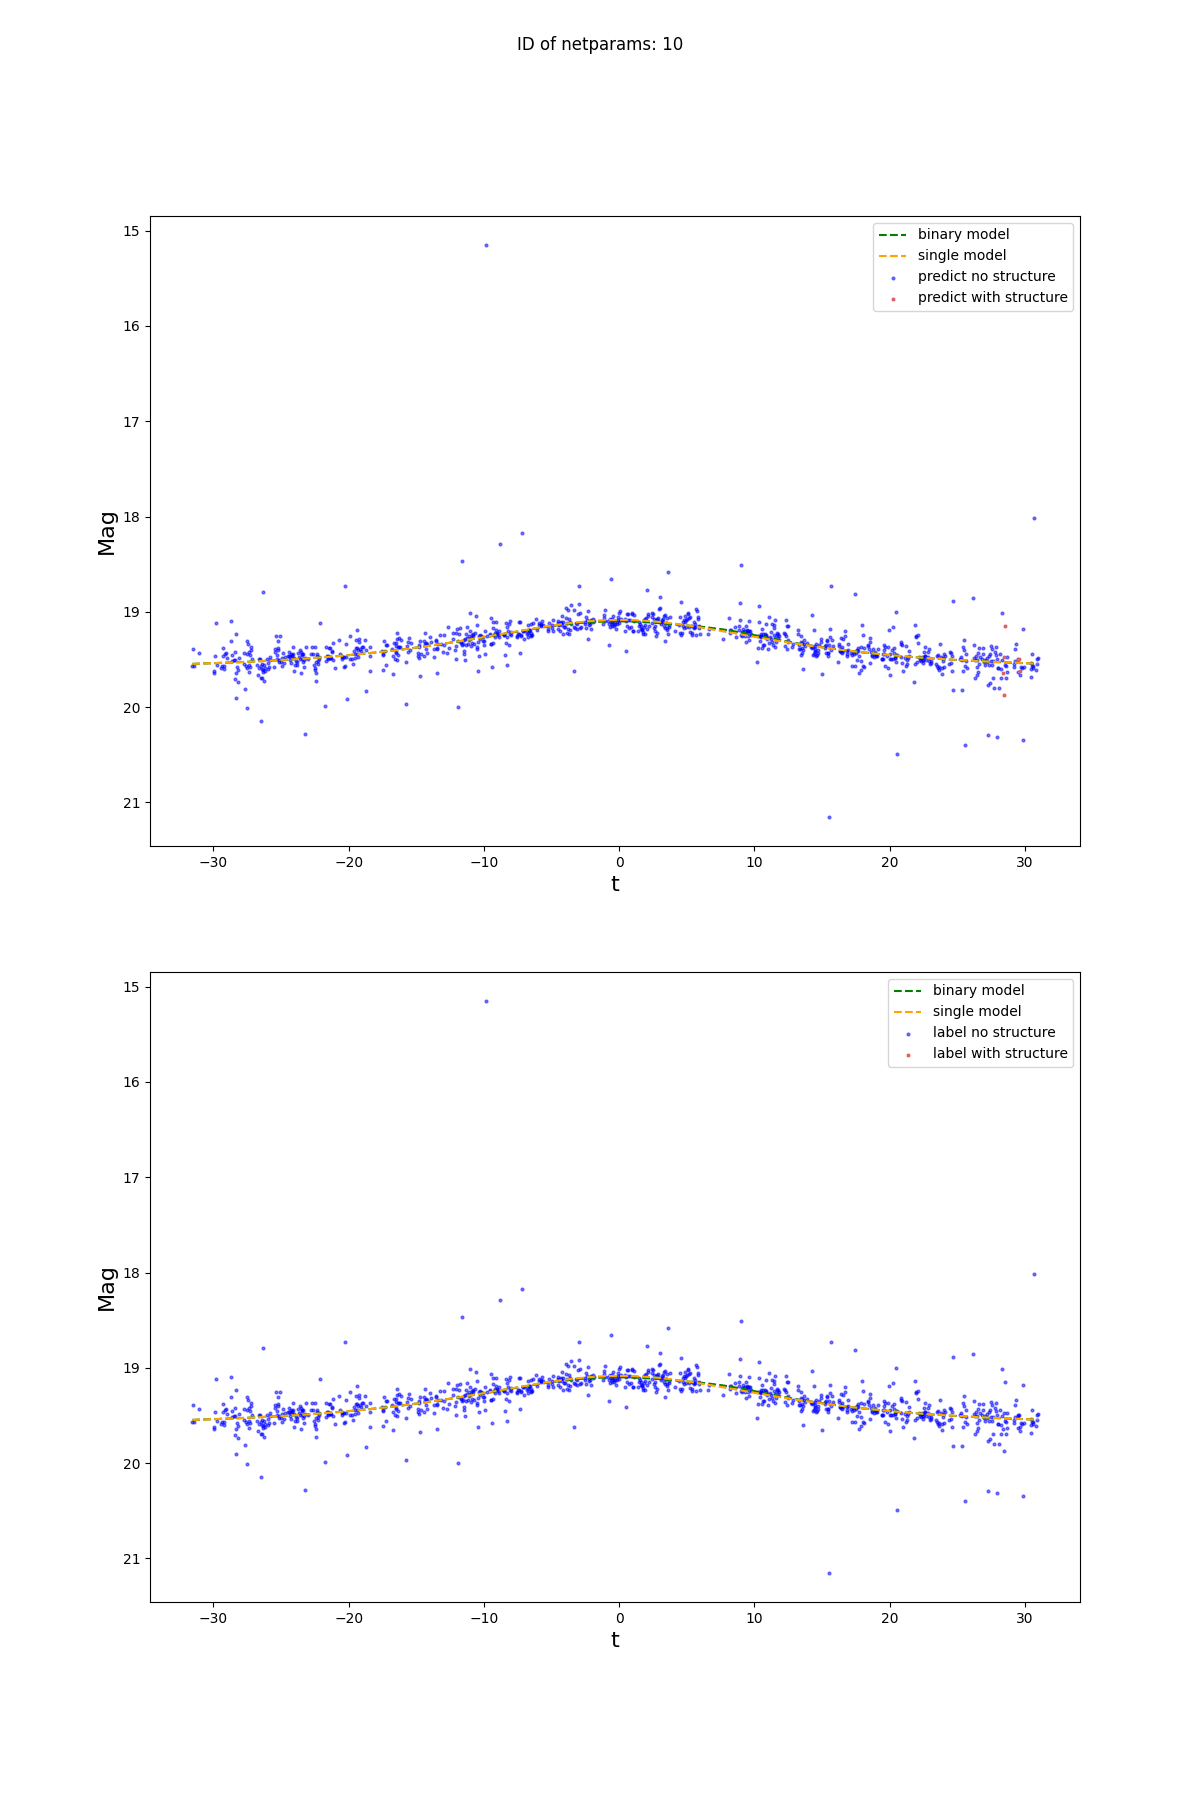 ID of netparams: 10
binary model
single model
predict no structure
predict with structure
15
16
17
18
19
20
21
Mag
−30
−20
−10
0
10
20
30
t
binary model
single model
label no structure
label with structure
15
16
17
18
19
20
21
Mag
−30
−20
−10
0
10
20
30
t